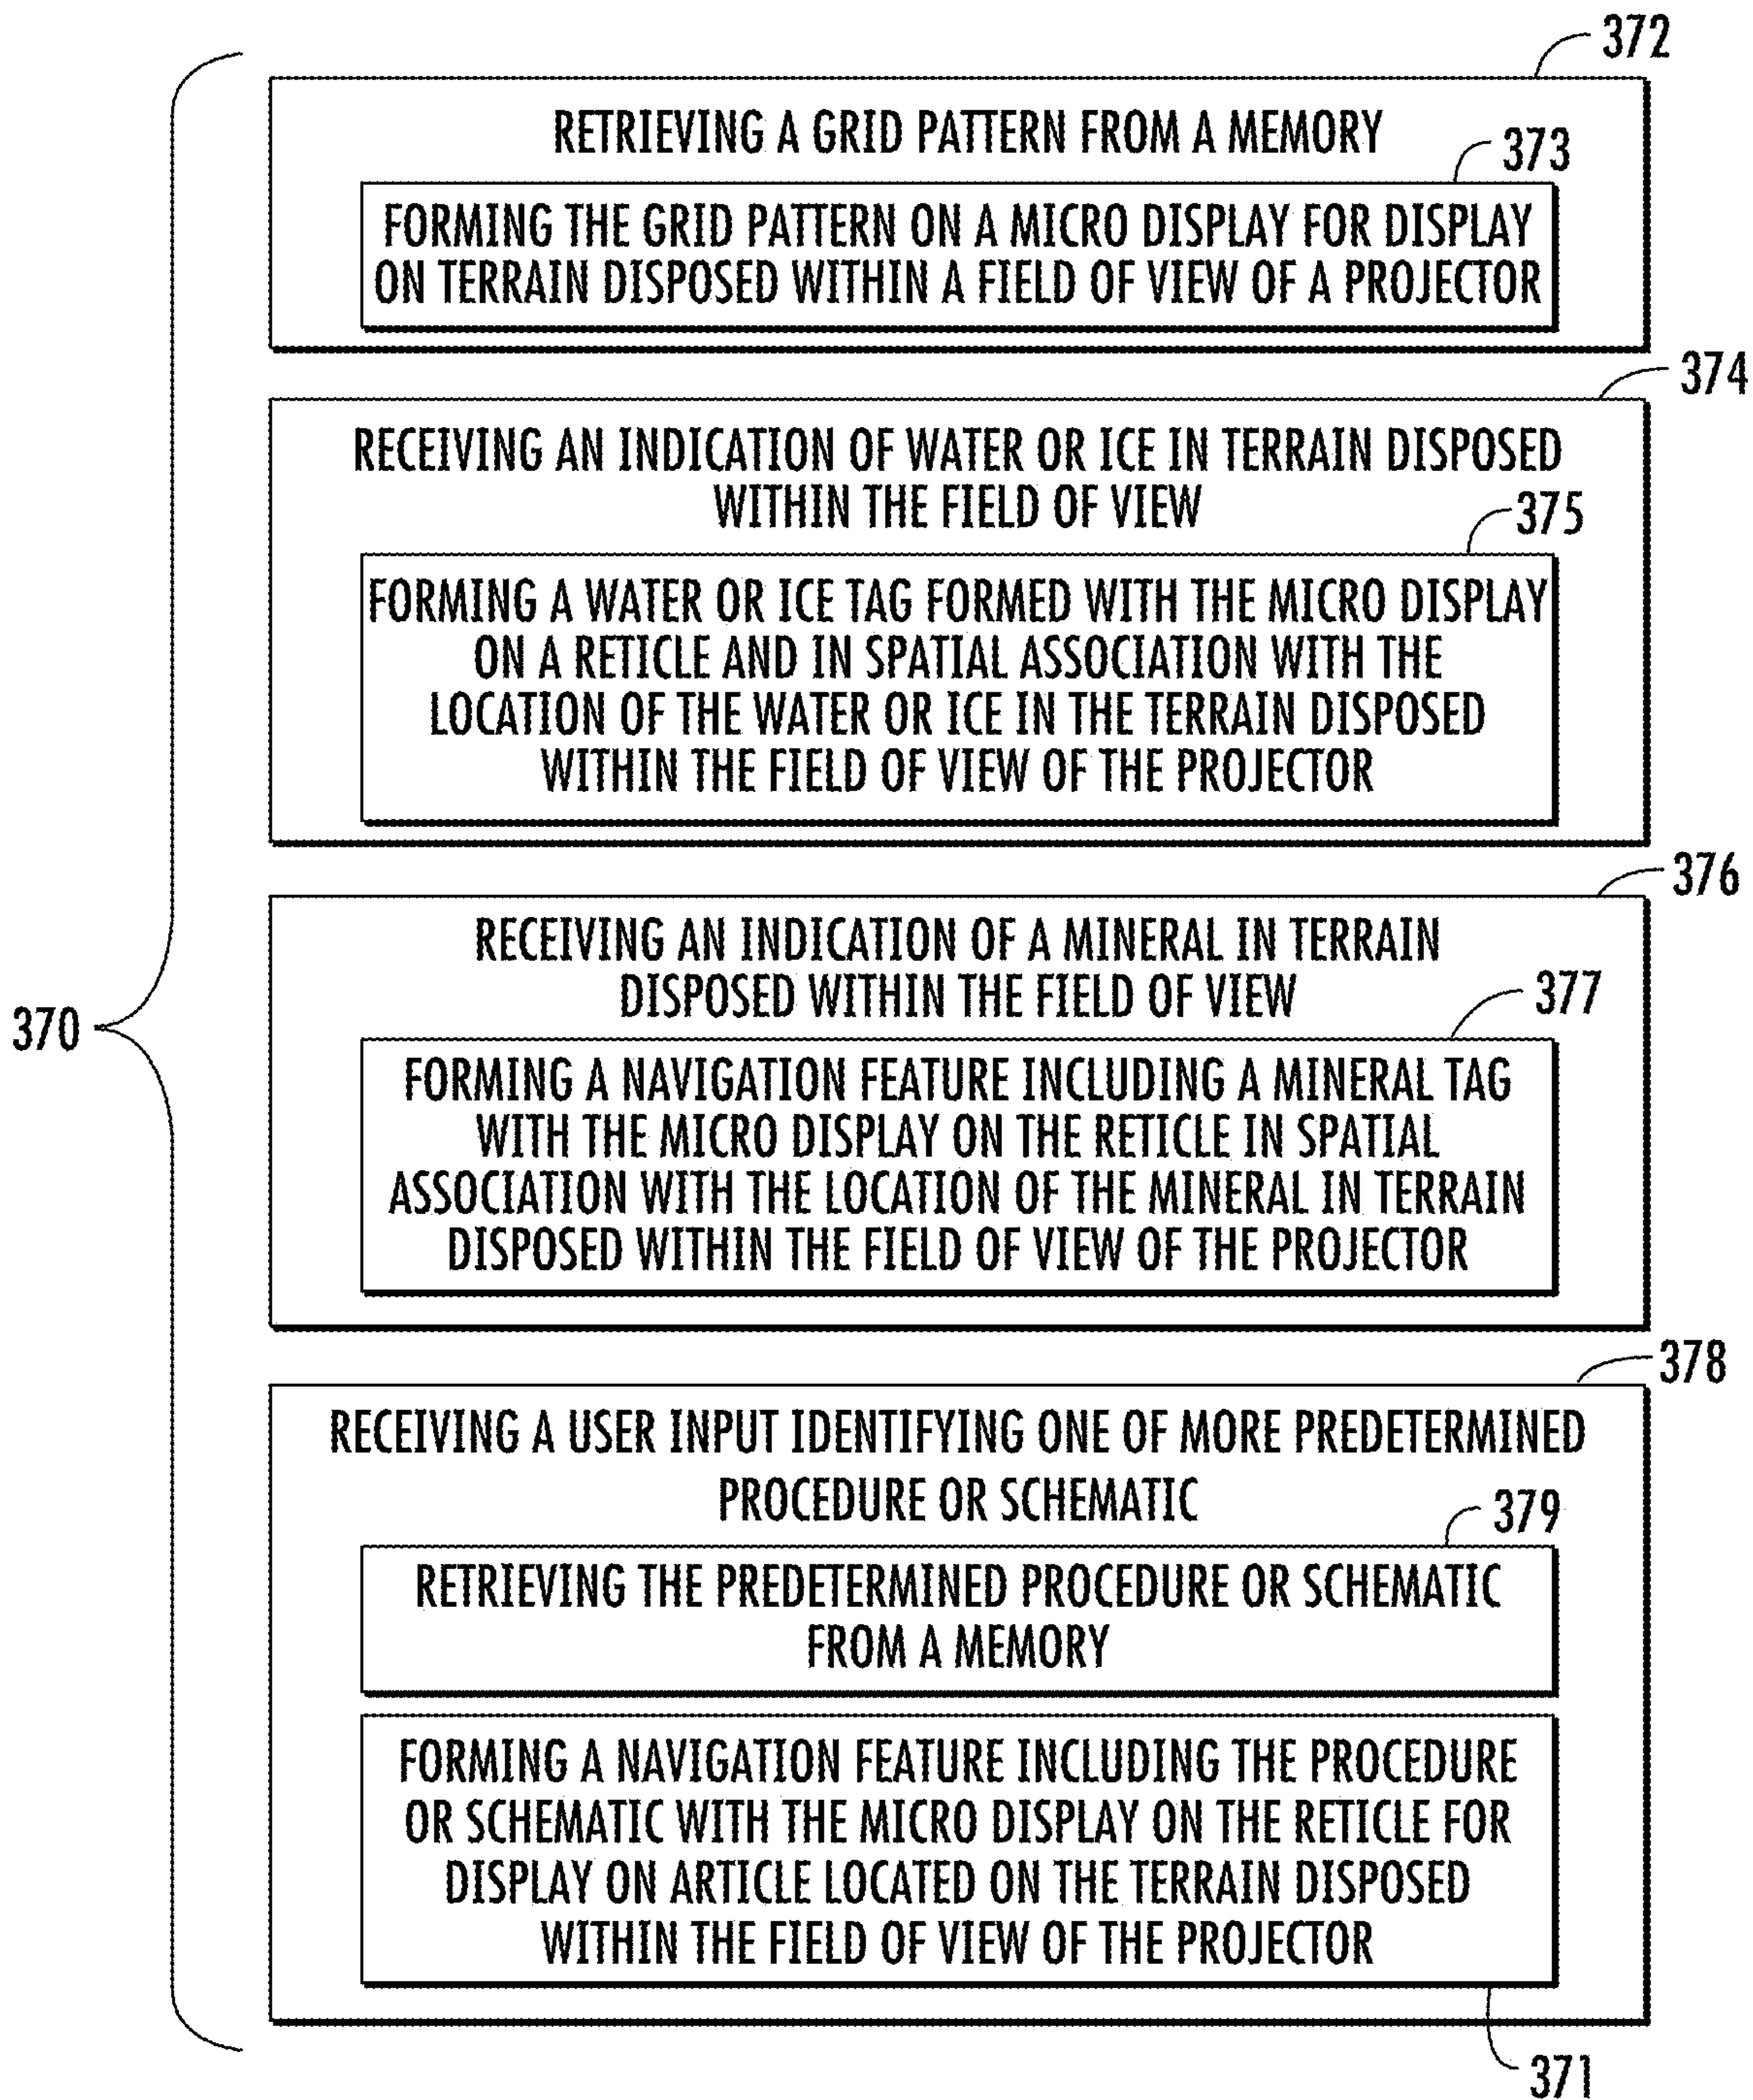 372
RETRIEVING A GRID PATTERN FROM A MEMORY
373
FORMING THE GRID PATTERN ON A MICRO DISPLAY FOR DISPLAY
ON TERRAIN DISPOSED WITHIN A FIELD OF VIEW OF A PROJECTOR
374
RECEIVING AN INDICATION OF WATER OR ICE IN TERRAIN DISPOSED
WITHIN THE FIELD OF VIEW
375
FORMING A WATER OR ICE TAG FORMED WITH THE MICRO DISPLAY
ON A RETICLE AND IN SPATIAL ASSOCIATION WITH THE
LOCATION OF THE WATER OR ICE IN THE TERRAIN DISPOSED
WITHIN THE FIELD OF VIEW OF THE PROJECTOR
376
RECEIVING AN INDICATION OF A MINERAL IN TERRAIN
DISPOSED WITHIN THE FIELD OF VIEW
377
370
FORMING A NAVIGATION FEATURE INCLUDING A MINERAL TAG
WITH THE MICRO DISPLAY ON THE RETICLE IN SPATIAL
ASSOCIATION WITH THE LOCATION OF THE MINERAL IN TERRAIN
DISPOSED WITHIN THE FIELD OF VIEW OF THE PROJECTOR
378
RECEIVING A USER INPUT IDENTIFYING ONE OF MORE PREDETERMINED
PROCEDURE OR SCHEMATIC
379
RETRIEVING THE PREDETERMINED PROCEDURE OR SCHEMATIC
FROM A MEMORY
FORMING A NAVIGATION FEATURE INCLUDING THE PROCEDURE
OR SCHEMATIC WITH THE MICRO DISPLAY ON THE RETICLE FOR
DISPLAY ON ARTICLE LOCATED ON THE TERRAIN DISPOSED
WITHIN THE FIELD OF VIEW OF THE PROJECTOR
371